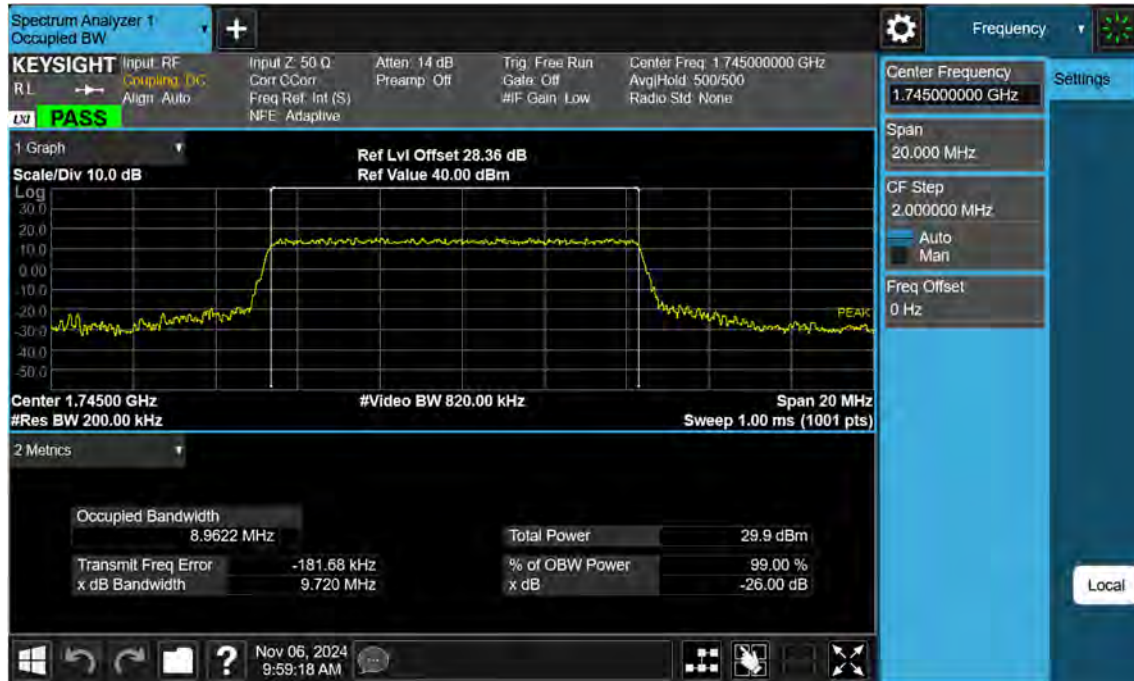 Spectrum Analyzer 1
Occupied BW
Frequency
KEYSIGHT
Input: RF
Coupling: DC
Align: Auto
Input Z: 50 Ω
Corr CCorr
Freq Ref: Int (S)
NFE: Adaptive
Atten: 14 dB
Preamp: Off
Trig: Free Run
Gate: Off
#IF Gain: Low
Center Freq: 1.745000000 GHz
Avg|Hold: 500/500
Radio Std: None
RL
LXI
PASS
1 Graph
Scale/Div 10.0 dB
Ref Lvl Offset 28.36 dB
Ref Value 40.00 dBm
Log
30.0
20.0
10.0
0.00
-10.0
-20.0
-30.0
-40.0
-50.0
PEAK
Center 1.74500 GHz
#Video BW 820.00 kHz
Span 20 MHz
#Res BW 200.00 kHz
Sweep 1.00 ms (1001 pts)
2 Metrics
Occupied Bandwidth
8.9622 MHz
Total Power 29.9 dBm
Transmit Freq Error -181.68 kHz
% of OBW Power 99.00 %
x dB Bandwidth 9.720 MHz
x dB -26.00 dB
Center Frequency
1.745000000 GHz
Settings
Span
20.000 MHz
CF Step
2.000000 MHz
Auto
Man
Freq Offset
0 Hz
Local
?
Nov 06, 2024
9:59:18 AM